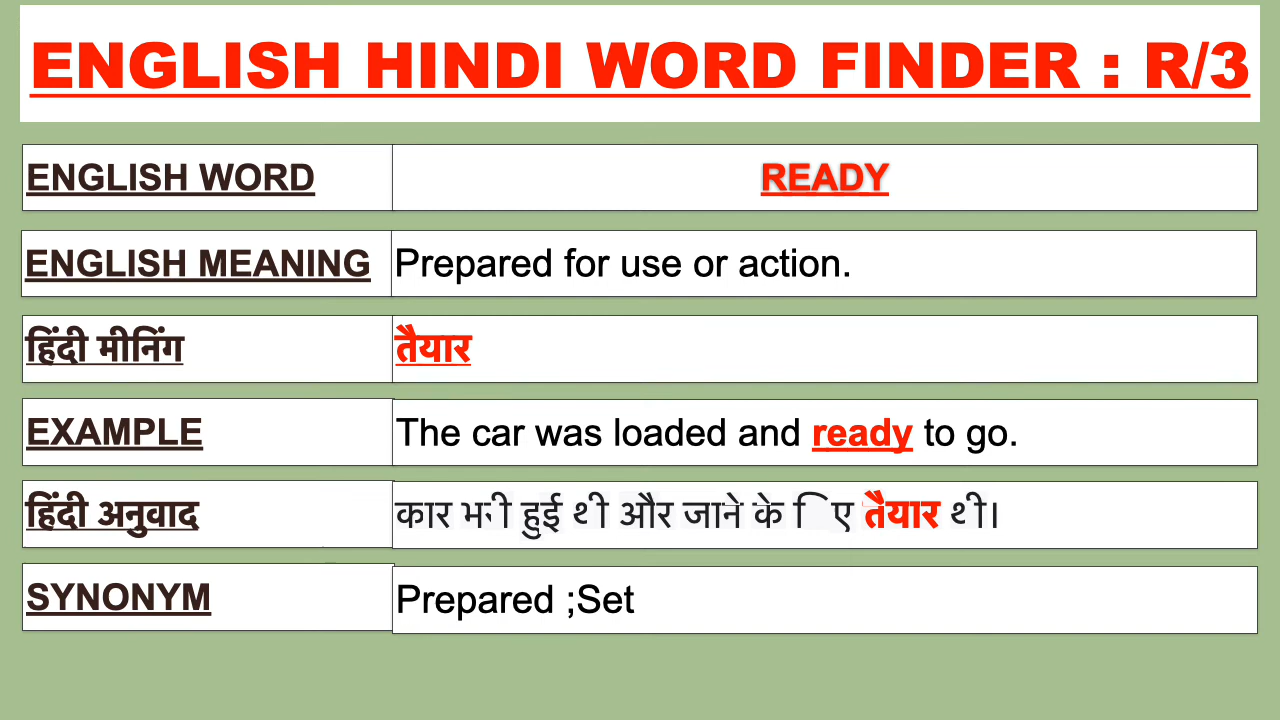 ENGLISH HINDI WORD FINDER : R/3
ENGLISH WORD READY
ENGLISH MEANING Prepared for use or action.
हिंदी मीनिंग तैयार
EXAMPLE The car was loaded and ready to go.
हिंदी अनुवाद कार हुई थी और जाने के तैयार थी।
SYNONYM Prepared ;Set